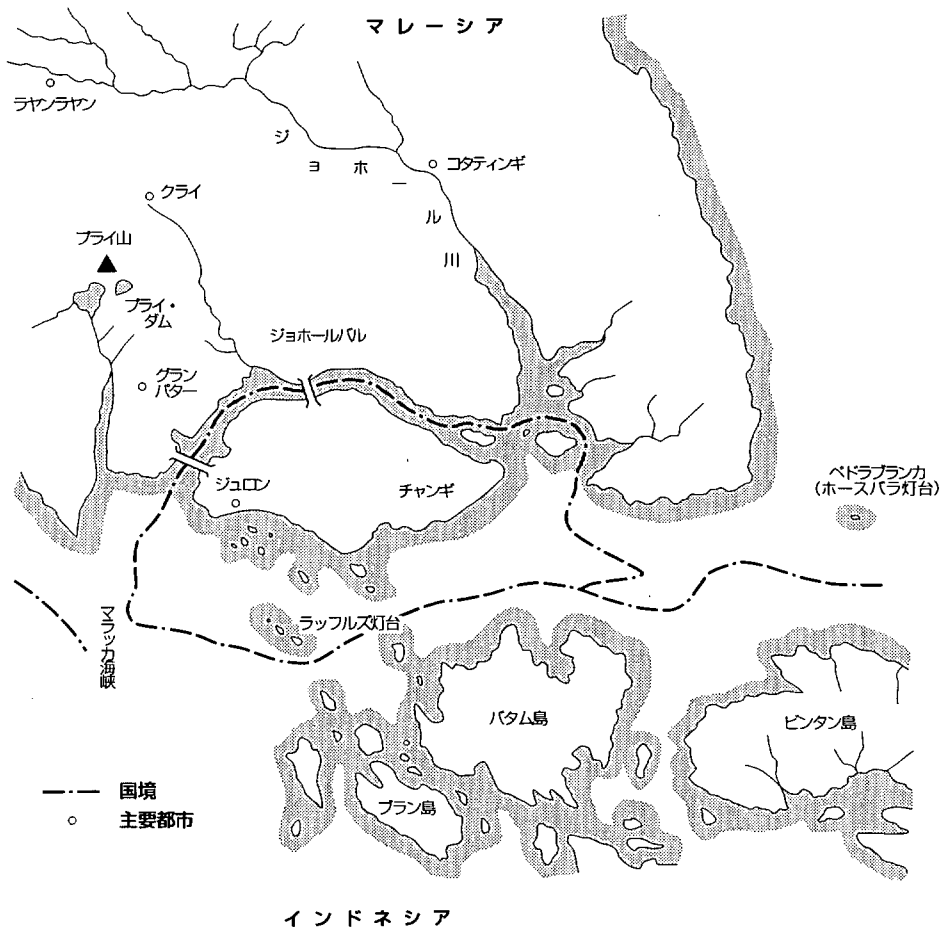 マレーシア
ラヤンラヤン
ジョホール川
コタティンギ
クライ
プライ山
プライ・
ダム
ジョホールバル
グラン
パター
ペドラブランカ
(ホースバラ灯台)
ジュロン
チャンギ
ラッフルズ灯台
マラッカ海峡
バタム島
ビンタン島
ブラン島
国境
主要都市
インドネシア